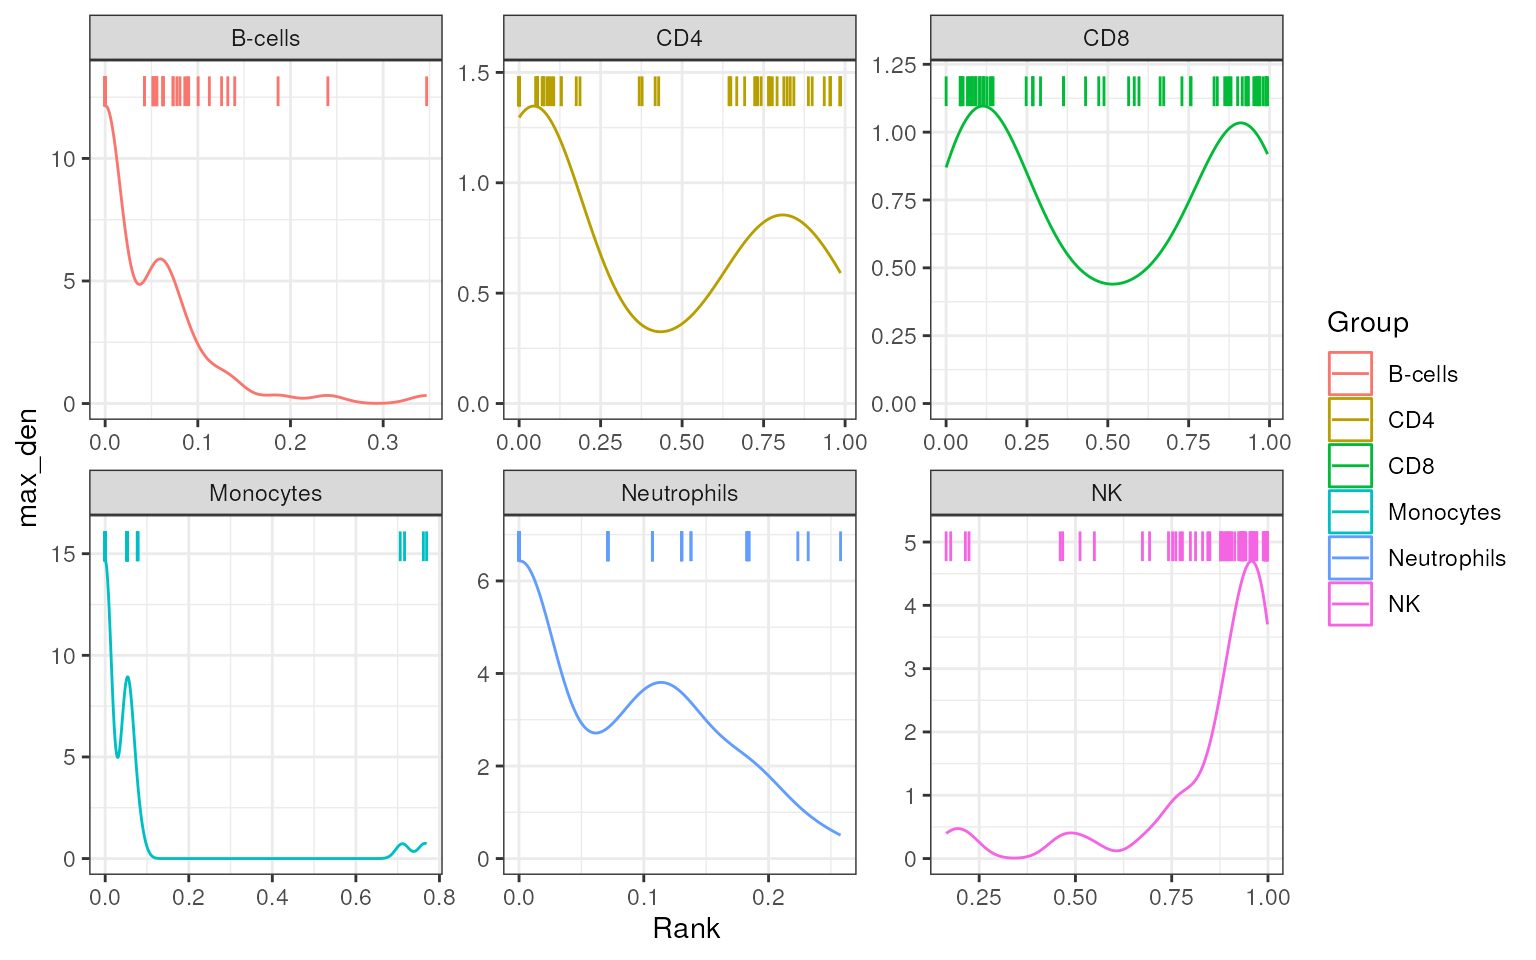 B-cells
CD4
CD8
10
5
0
0.0 0.1 0.2 0.3
1.5
1.0
0.5
0.0
0.00 0.25 0.50 0.75 1.00
1.25
1.00
0.75
0.50
0.25
0.00
0.00 0.25 0.50 0.75 1.00
Monocytes
Neutrophils
NK
15
10
5
0
0.0 0.2 0.4 0.6 0.8
6
4
2
0
0.0 0.1 0.2
5
4
3
2
1
0
0.25 0.50 0.75 1.00
max_den
Rank
Group
B-cells
CD4
CD8
Monocytes
Neutrophils
NK